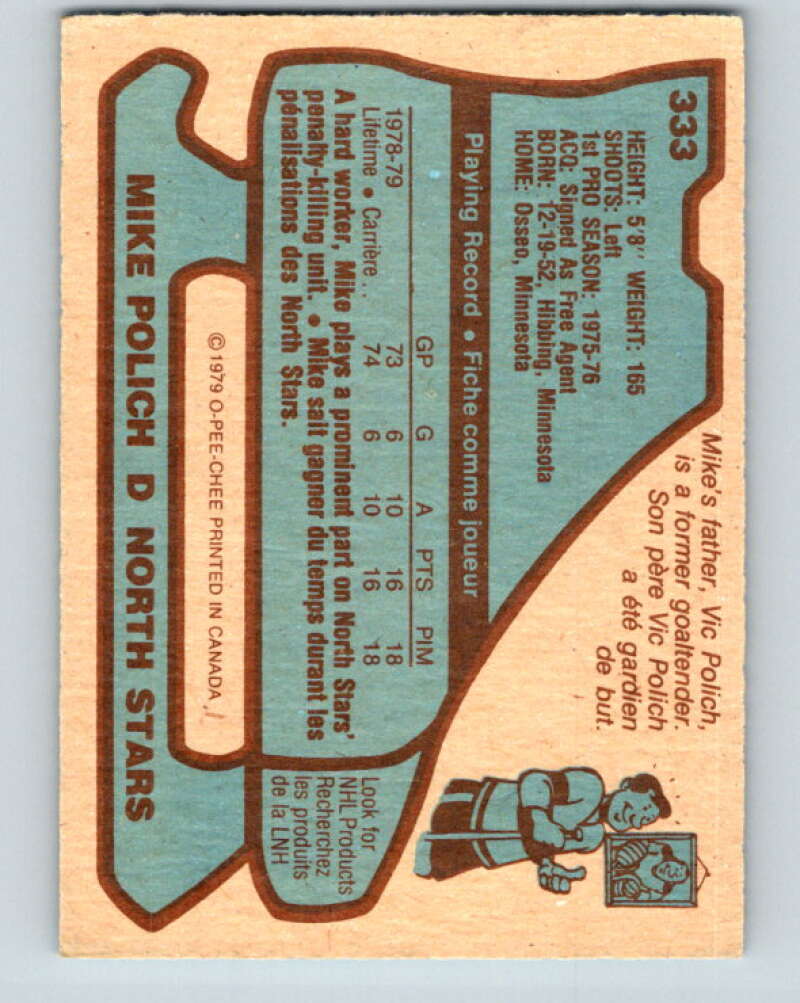 333
HEIGHT: 5'8" WEIGHT: 165
SHOOTS: Left
1st PRO SEASON: 1975-76
ACQ: Signed As Free Agent
BORN: 12-19-52, Hibbing, Minnesota
HOME: Osseo, Minnesota
Mike's father, Vic Polich,
is a former goaltender.
Son père Vic Polich
a été gardien
de but.
Playing Record • Fiche comme joueur
GP G A PTS PIM
1978-79 73 6 10 16 18
Lifetime • Carrière... 74 6 10 16 18
A hard worker, Mike plays a prominent part on North Stars'
penalty-killing unit. • Mike sait gagner du temps durant les
pénalisations des North Stars.
Look for
NHL Products
Recherchez
les produits
de la LNH
©1979 O-PEE-CHEE PRINTED IN CANADA
MIKE POLICH D NORTH STARS